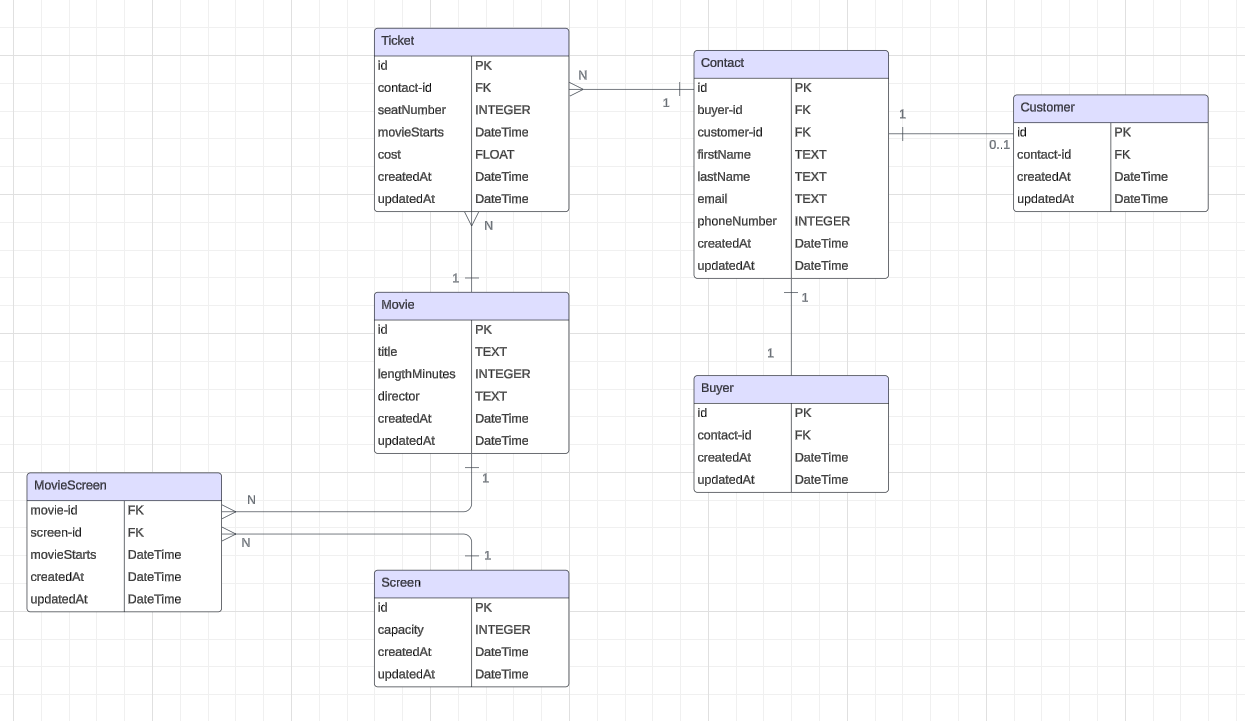 Ticket
id PK
contact-id FK
seatNumber INTEGER
movieStarts DateTime
cost FLOAT
createdAt DateTime
updatedAt DateTime
N
1
Contact
id PK
buyer-id FK
customer-id FK
firstName TEXT
lastName TEXT
email TEXT
phoneNumber INTEGER
createdAt DateTime
updatedAt DateTime
1
0..1
Customer
id PK
contact-id FK
createdAt DateTime
updatedAt DateTime
N
1
Movie
id PK
title TEXT
lengthMinutes INTEGER
director TEXT
createdAt DateTime
updatedAt DateTime
1
1
Buyer
id PK
contact-id FK
createdAt DateTime
updatedAt DateTime
1
N
MovieScreen
movie-id FK
screen-id FK
movieStarts DateTime
createdAt DateTime
updatedAt DateTime
N
1
Screen
id PK
capacity INTEGER
createdAt DateTime
updatedAt DateTime